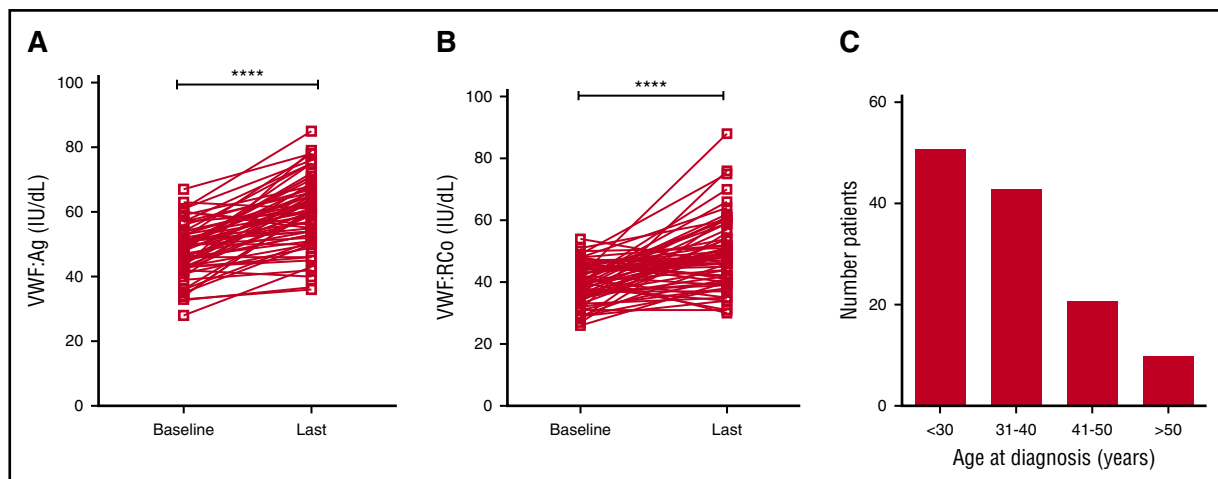 A
VWF:Ag (IU/dL)
100
80
60
40
20
0
****
Baseline
Last
B
VWF:RCo (IU/dL)
100
80
60
40
20
0
****
Baseline
Last
C
Number patients
60
40
20
0
<30
31-40
41-50
>50
Age at diagnosis (years)